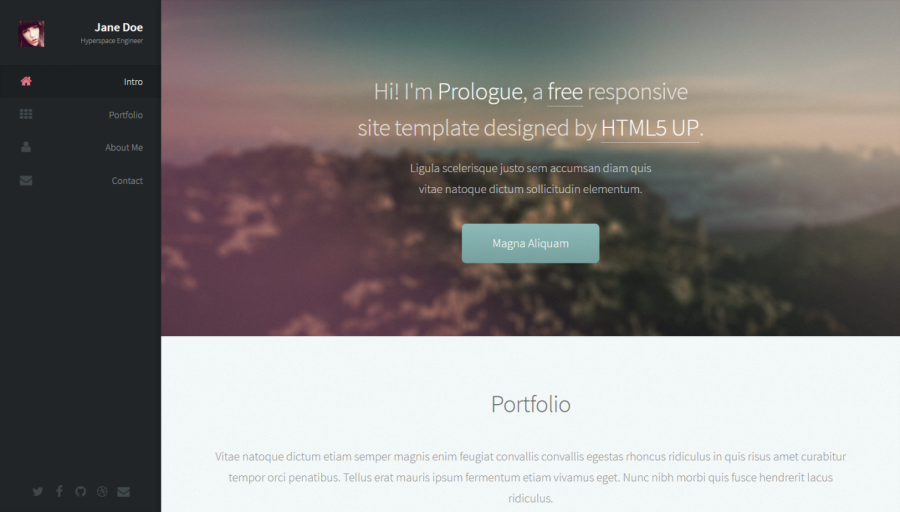 Jane Doe
Hyperspace Engineer
Intro
Portfolio
About Me
Contact
Hi! I'm Prologue, a free responsive
site template designed by HTML5 UP.
Ligula scelerisque justo sem accumsan diam quis
vitae natoque dictum sollicitudin elementum.
Magna Aliquam
Portfolio
Vitae natoque dictum etiam semper magnis enim feugiat convallis convallis egestas rhoncus ridiculus in quis risus amet curabitur
tempor orci penatibus. Tellus erat mauris ipsum fermentum etiam vivamus eget. Nunc nibh morbi quis fusce hendrerit lacus
ridiculus.